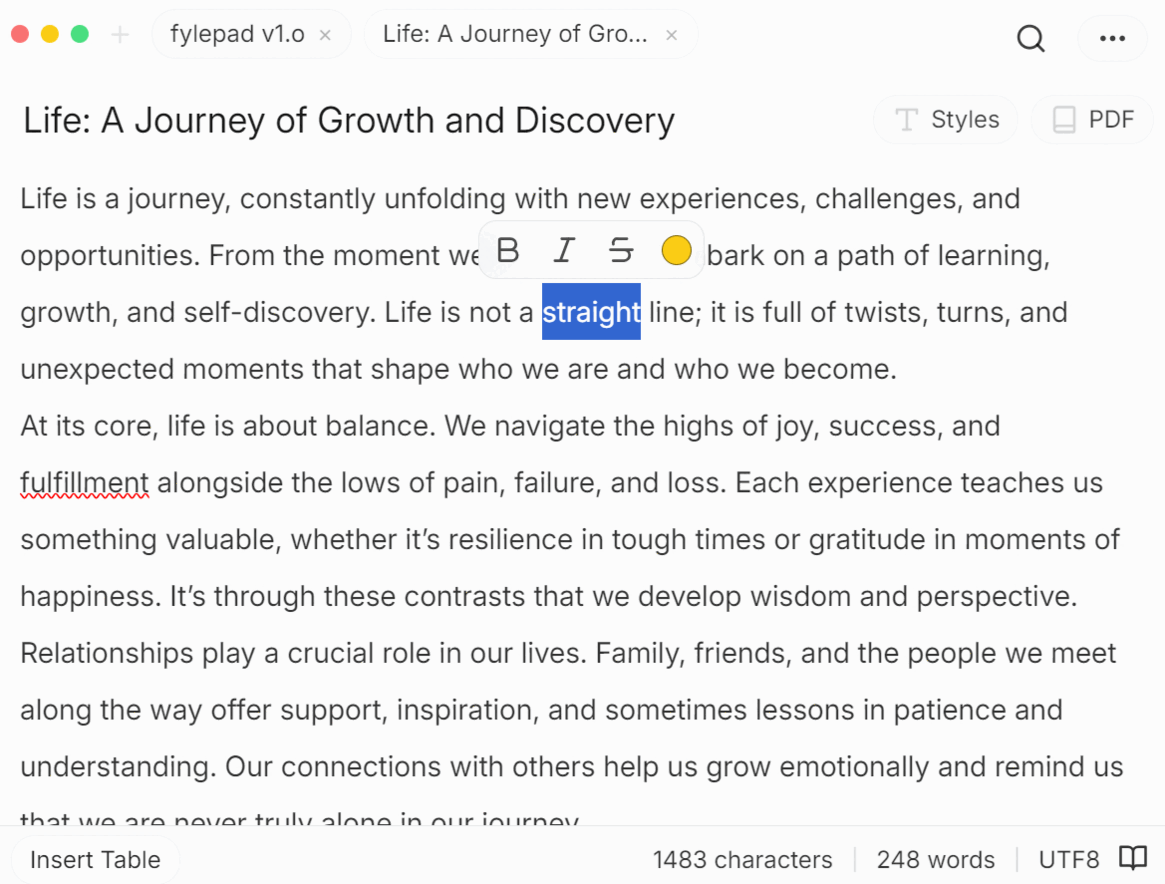 fylepad v1.o ×
Life: A Journey of Gro... ×
Life: A Journey of Growth and Discovery
Styles
PDF
Life is a journey, constantly unfolding with new experiences, challenges, and
opportunities. From the moment we bark on a path of learning,
B I S
growth, and self-discovery. Life is not a straight line; it is full of twists, turns, and
unexpected moments that shape who we are and who we become.
At its core, life is about balance. We navigate the highs of joy, success, and
fulfillment alongside the lows of pain, failure, and loss. Each experience teaches us
something valuable, whether it’s resilience in tough times or gratitude in moments of
happiness. It’s through these contrasts that we develop wisdom and perspective.
Relationships play a crucial role in our lives. Family, friends, and the people we meet
along the way offer support, inspiration, and sometimes lessons in patience and
understanding. Our connections with others help us grow emotionally and remind us
that we are never truly alone in our journey.
Insert Table
1483 characters
248 words
UTF8